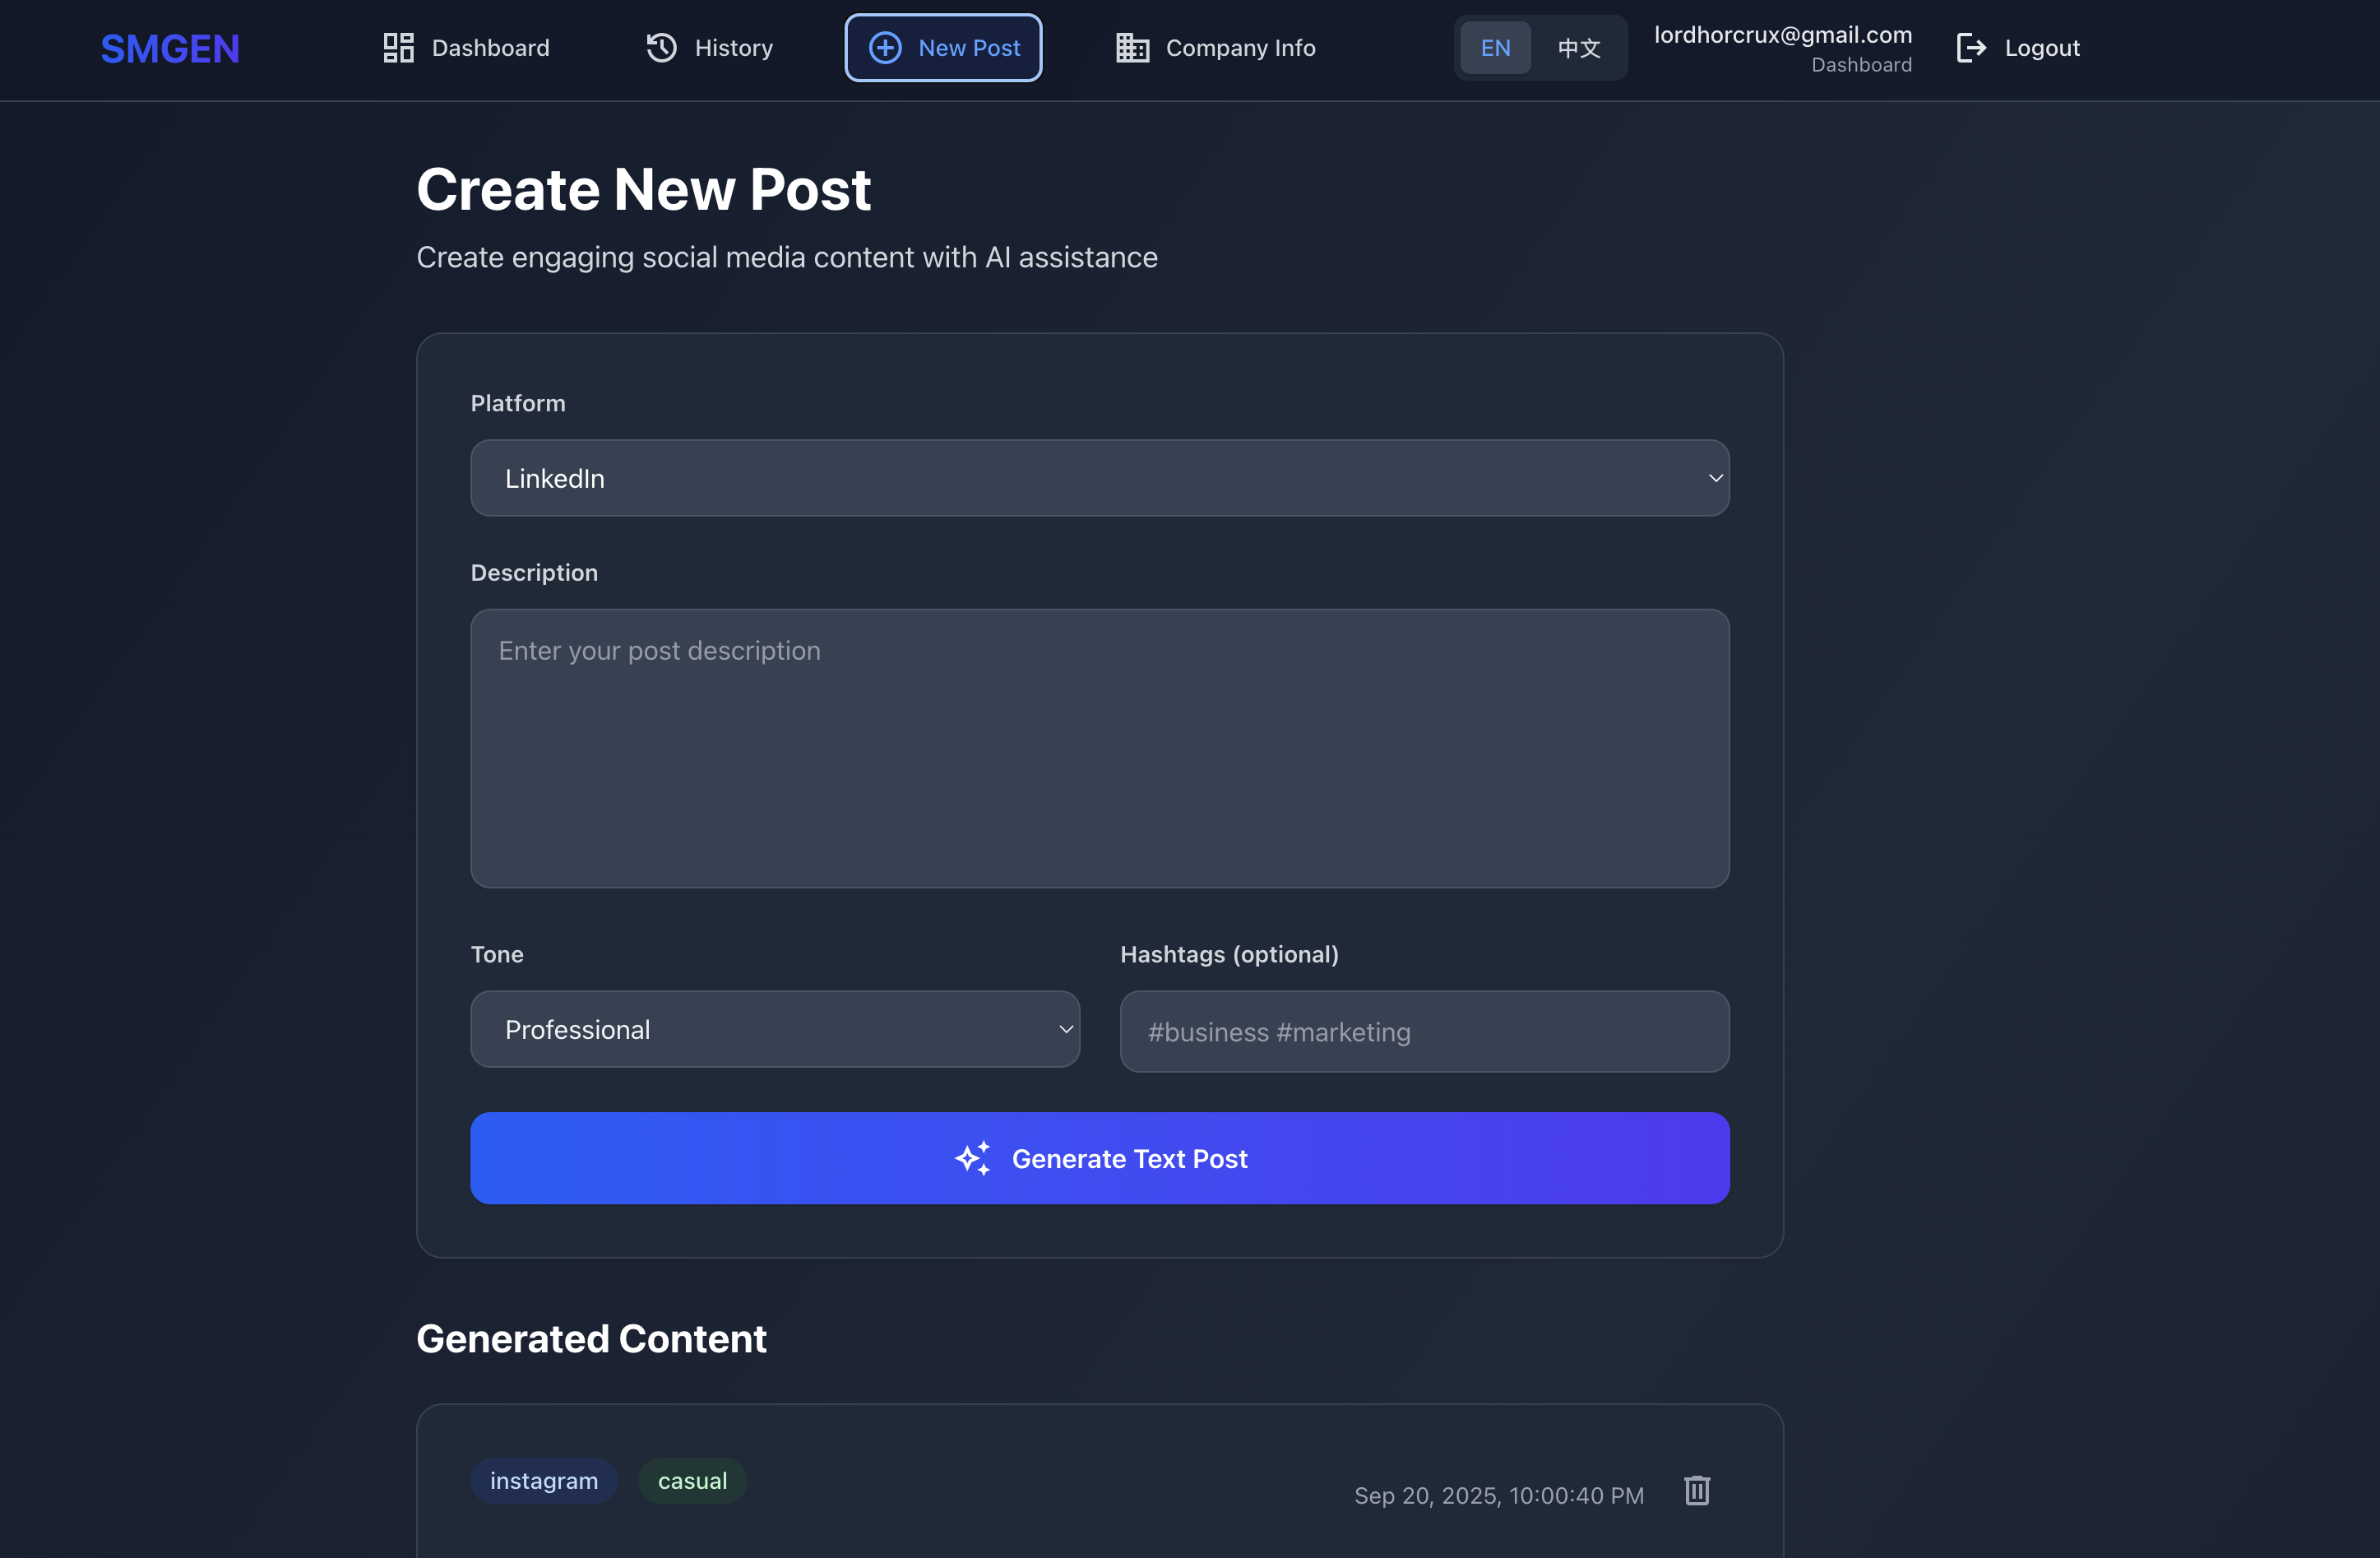 SMGEN
Dashboard
History
New Post
Company Info
EN
中文
lordhorcrux@gmail.com
Dashboard
Logout
Create New Post
Create engaging social media content with AI assistance
Platform
LinkedIn
Description
Enter your post description
Tone
Hashtags (optional)
Professional
#business #marketing
Generate Text Post
Generated Content
instagram
casual
Sep 20, 2025, 10:00:40 PM